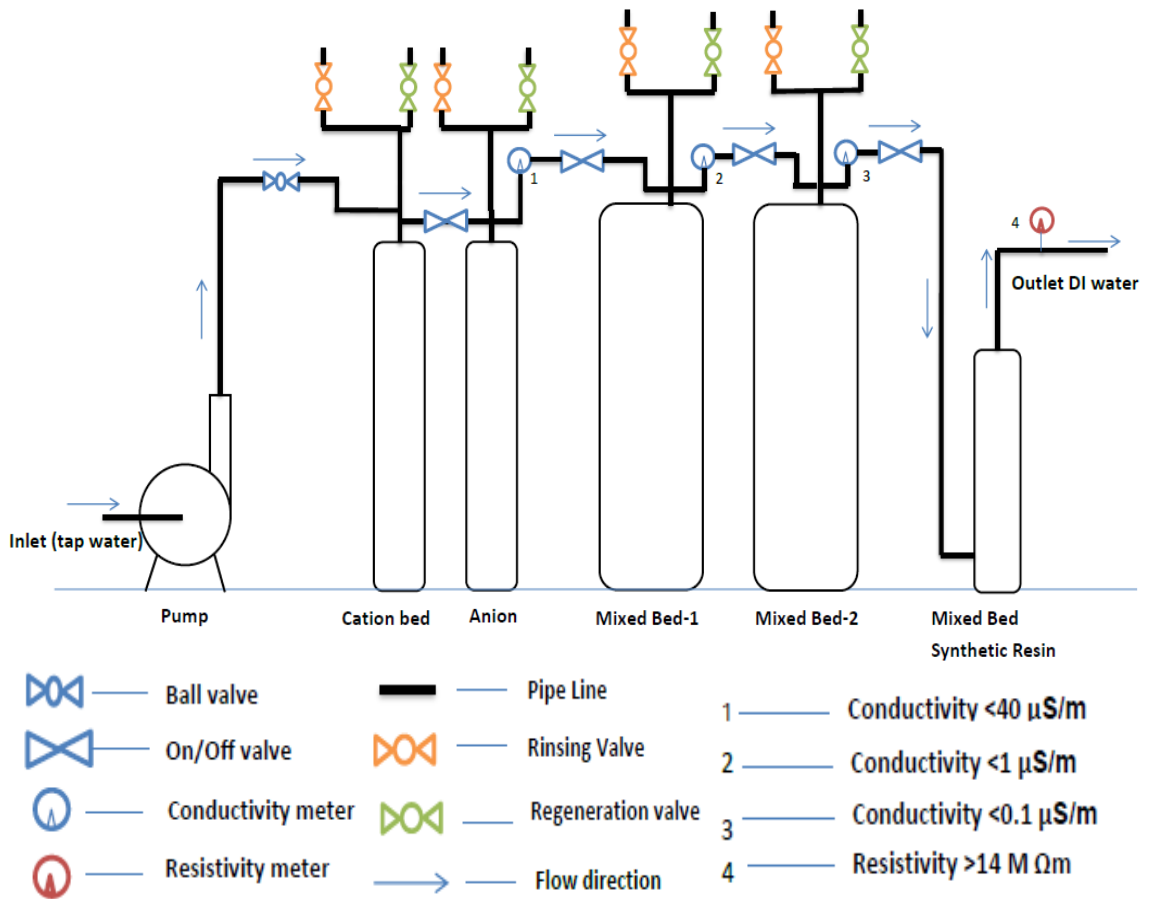 1
2
3
4
Outlet DI water
Inlet (tap water)
Pump
Cation bed
Anion
Mixed Bed-1
Mixed Bed-2
Mixed Bed
Synthetic Resin
Ball valve
On/Off valve
Conductivity meter
Resistivity meter
Pipe Line
Rinsing Valve
Regeneration valve
Flow direction
1 Conductivity <40 µS/m
2 Conductivity <1 µS/m
3 Conductivity <0.1 µS/m
4 Resistivity >14 M Ωm